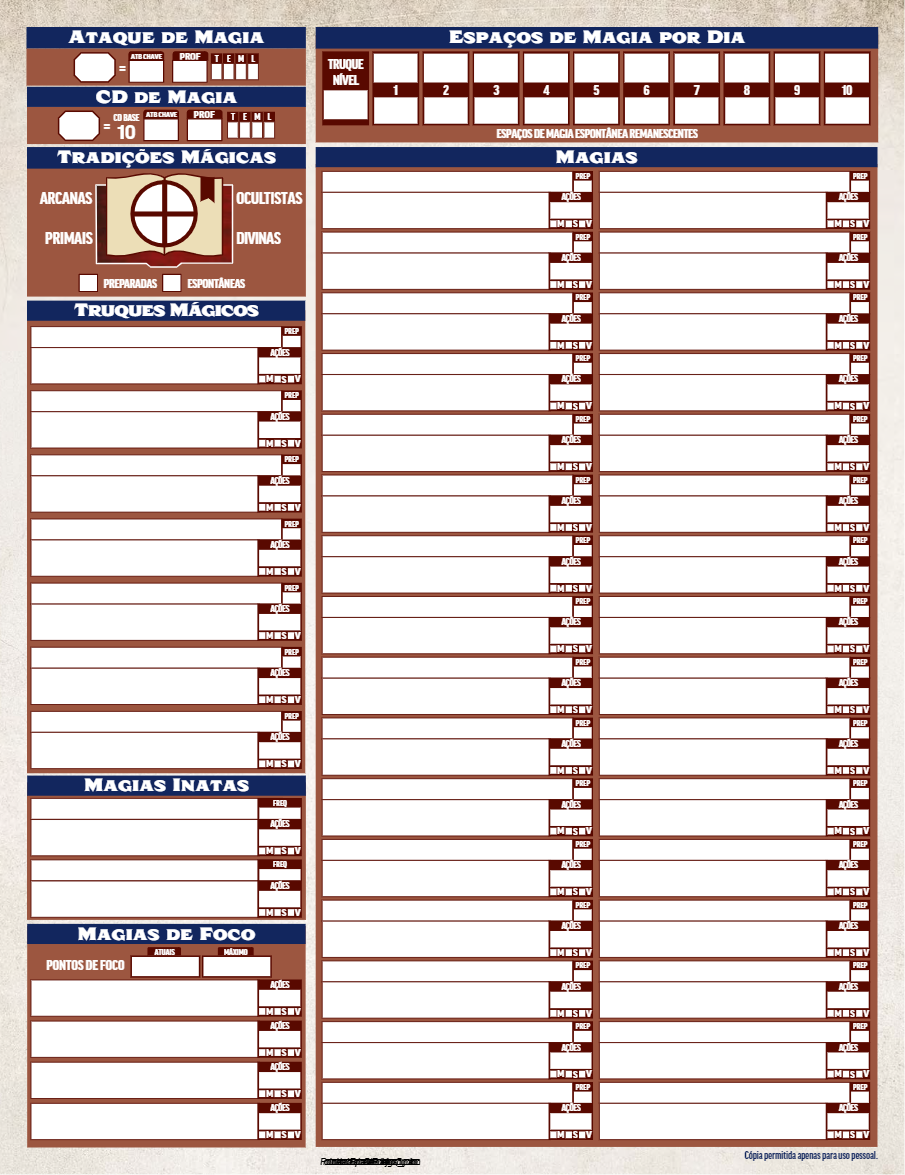 ATAQUE DE MAGIA
= ATB CHAVE PROF T E M L
CD DE MAGIA
= CD BASE 10 ATB CHAVE PROF T E M L
TRADIÇÕES MÁGICAS
ARCANAS OCULTISTAS
PRIMAIS DIVINAS
PREPARADAS ESPONTÂNEAS
TRUQUES MÁGICOS
PREP
AÇÕES
M S V
PREP
AÇÕES
M S V
PREP
AÇÕES
M S V
PREP
AÇÕES
M S V
PREP
AÇÕES
M S V
PREP
AÇÕES
M S V
PREP
AÇÕES
M S V
MAGIAS INATAS
FREQ
AÇÕES
M S V
FREQ
AÇÕES
M S V
MAGIAS DE FOCO
PONTOS DE FOCO ATUAIS MÁXIMO
AÇÕES
M S V
AÇÕES
M S V
AÇÕES
M S V
AÇÕES
M S V
ESPAÇOS DE MAGIA POR DIA
TRUQUE
NÍVEL
1 2 3 4 5 6 7 8 9 10
ESPAÇOS DE MAGIA ESPONTÂNEA REMANESCENTES
MAGIAS
PREP PREP
AÇÕES AÇÕES
M S V M S V
PREP PREP
AÇÕES AÇÕES
M S V M S V
PREP PREP
AÇÕES AÇÕES
M S V M S V
PREP PREP
AÇÕES AÇÕES
M S V M S V
PREP PREP
AÇÕES AÇÕES
M S V M S V
PREP PREP
AÇÕES AÇÕES
M S V M S V
PREP PREP
AÇÕES AÇÕES
M S V M S V
PREP PREP
AÇÕES AÇÕES
M S V M S V
PREP PREP
AÇÕES AÇÕES
M S V M S V
PREP PREP
AÇÕES AÇÕES
M S V M S V
PREP PREP
AÇÕES AÇÕES
M S V M S V
PREP PREP
AÇÕES AÇÕES
M S V M S V
PREP PREP
AÇÕES AÇÕES
M S V M S V
PREP PREP
AÇÕES AÇÕES
M S V M S V
PREP PREP
AÇÕES AÇÕES
M S V M S V
PREP PREP
AÇÕES AÇÕES
M S V M S V
Cópia permitida apenas para uso pessoal.